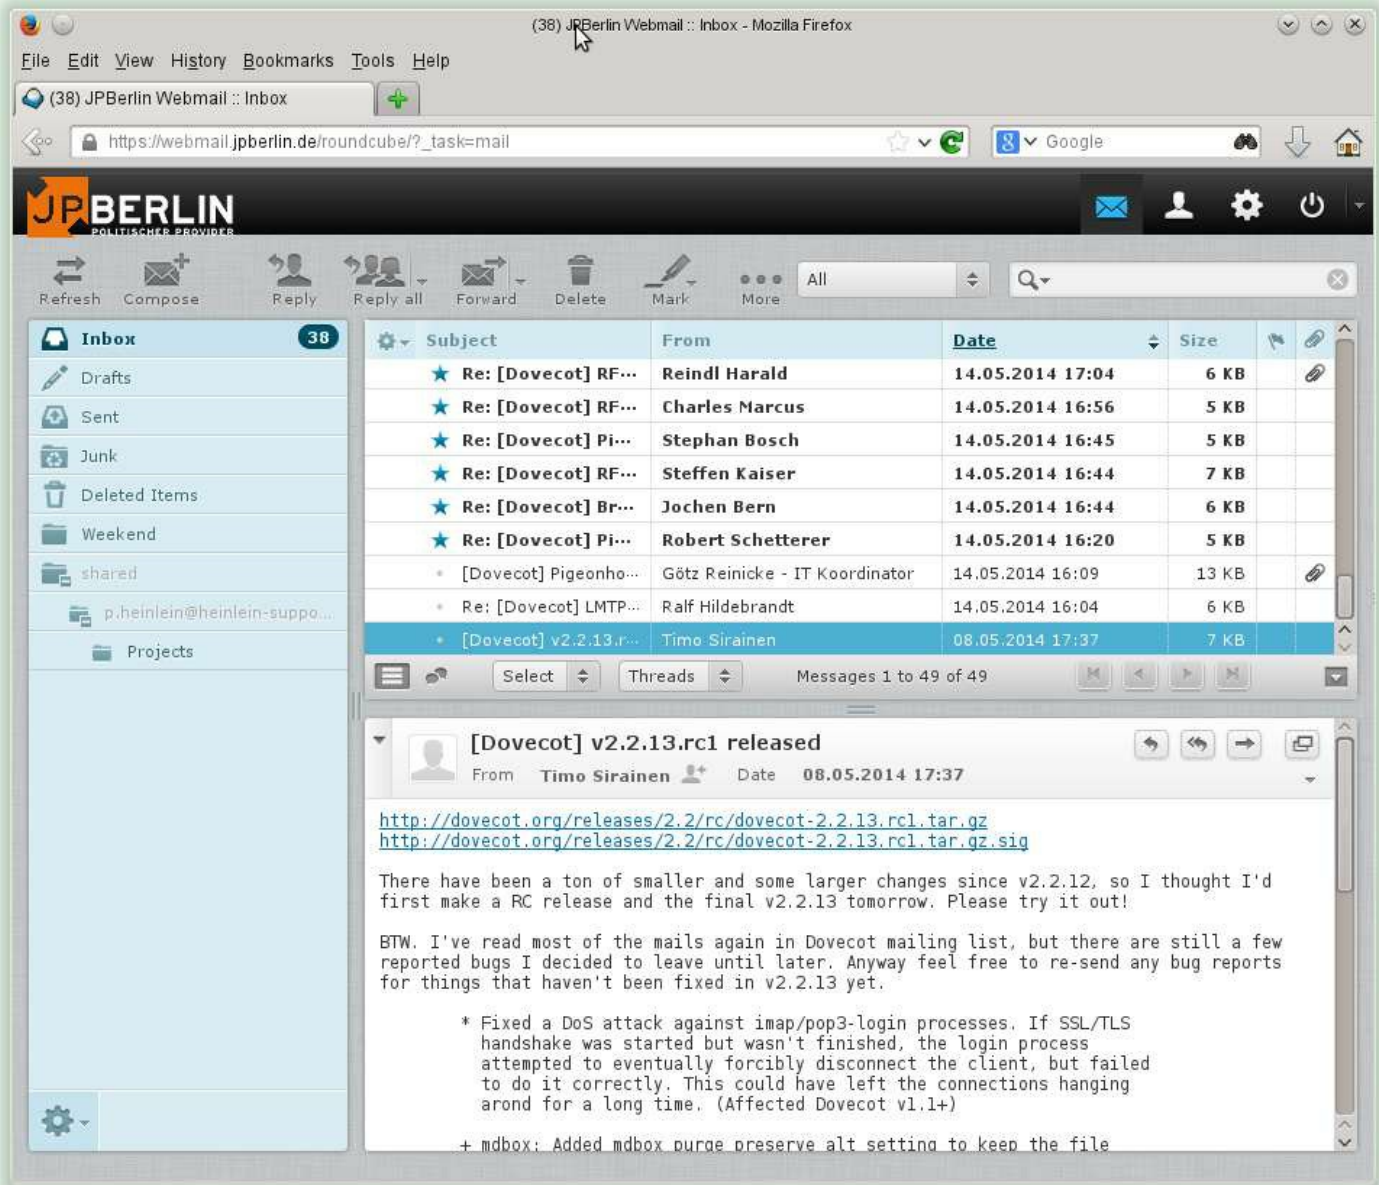 (38) JPBerlin Webmail :: Inbox - Mozilla Firefox
File Edit View History Bookmarks Tools Help
(38) JPBerlin Webmail :: Inbox
https://webmail.jpberlin.de/roundcube/?_task=mail
Google
JPBERLIN
POLITISCHER PROVIDER
Refresh Compose Reply Reply all Forward Delete Mark More All
Inbox 38
Drafts
Sent
Junk
Deleted Items
Weekend
shared
p.heinlein@heinlein-suppo...
Projects
Subject From Date Size
Re: [Dovecot] RF... Reindl Harald 14.05.2014 17:04 6 KB
Re: [Dovecot] RF... Charles Marcus 14.05.2014 16:56 5 KB
Re: [Dovecot] Pi... Stephan Bosch 14.05.2014 16:45 5 KB
Re: [Dovecot] RF... Steffen Kaiser 14.05.2014 16:44 7 KB
Re: [Dovecot] Br... Jochen Bern 14.05.2014 16:44 6 KB
Re: [Dovecot] Pi... Robert Schetterer 14.05.2014 16:20 5 KB
[Dovecot] Pigeonho... Götz Reinicke - IT Koordinator 14.05.2014 16:09 13 KB
Re: [Dovecot] LMTP... Ralf Hildebrandt 14.05.2014 16:04 6 KB
[Dovecot] v2.2.13.r... Timo Sirainen 08.05.2014 17:37 7 KB
Select Threads Messages 1 to 49 of 49
[Dovecot] v2.2.13.rc1 released
From Timo Sirainen Date 08.05.2014 17:37
http://dovecot.org/releases/2.2/rc/dovecot-2.2.13.rc1.tar.gz
http://dovecot.org/releases/2.2/rc/dovecot-2.2.13.rc1.tar.gz.sig
There have been a ton of smaller and some larger changes since v2.2.12, so I thought I'd
first make a RC release and the final v2.2.13 tomorrow. Please try it out!
BTW. I've read most of the mails again in Dovecot mailing list, but there are still a few
reported bugs I decided to leave until later. Anyway feel free to re-send any bug reports
for things that haven't been fixed in v2.2.13 yet.
* Fixed a DoS attack against imap/pop3-login processes. If SSL/TLS
handshake was started but wasn't finished, the login process
attempted to eventually forcibly disconnect the client, but failed
to do it correctly. This could have left the connections hanging
arond for a long time. (Affected Dovecot v1.1+)
+ mdbox: Added mdbox purge preserve alt setting to keep the file